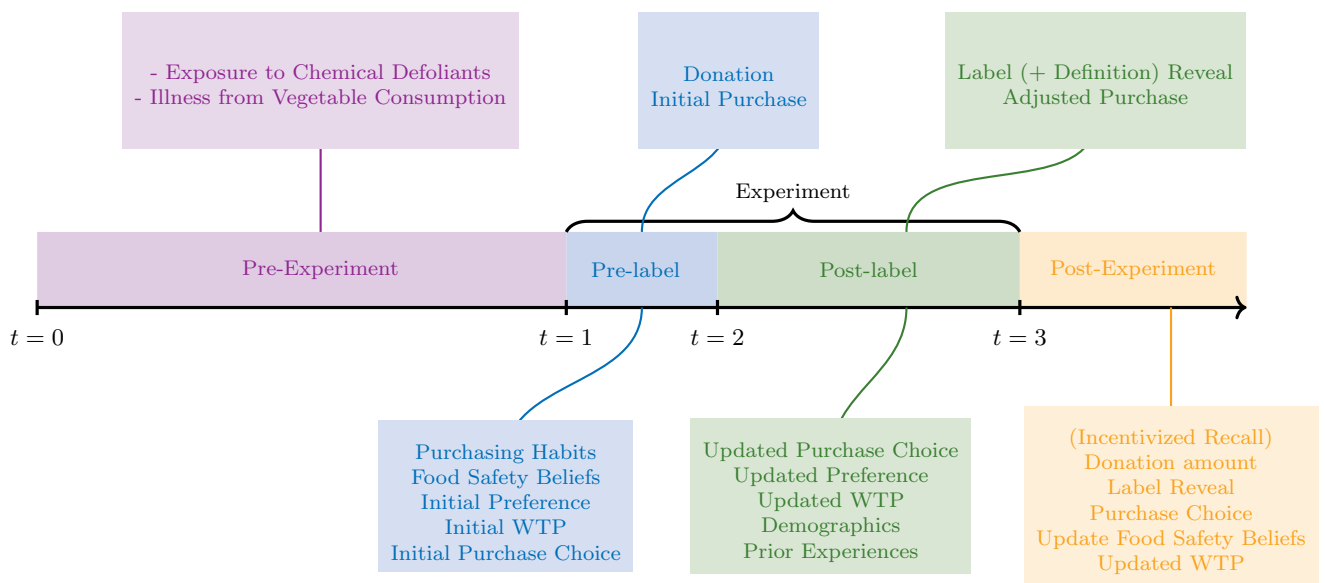 - Exposure to Chemical Defoliants
- Illness from Vegetable Consumption
Donation
Initial Purchase
Label (+ Definition) Reveal
Adjusted Purchase
Experiment
Pre-Experiment
Pre-label
Post-label
Post-Experiment
t = 0
t = 1
t = 2
t = 3
Purchasing Habits
Food Safety Beliefs
Initial Preference
Initial WTP
Initial Purchase Choice
Updated Purchase Choice
Updated Preference
Updated WTP
Demographics
Prior Experiences
(Incentivized Recall)
Donation amount
Label Reveal
Purchase Choice
Update Food Safety Beliefs
Updated WTP